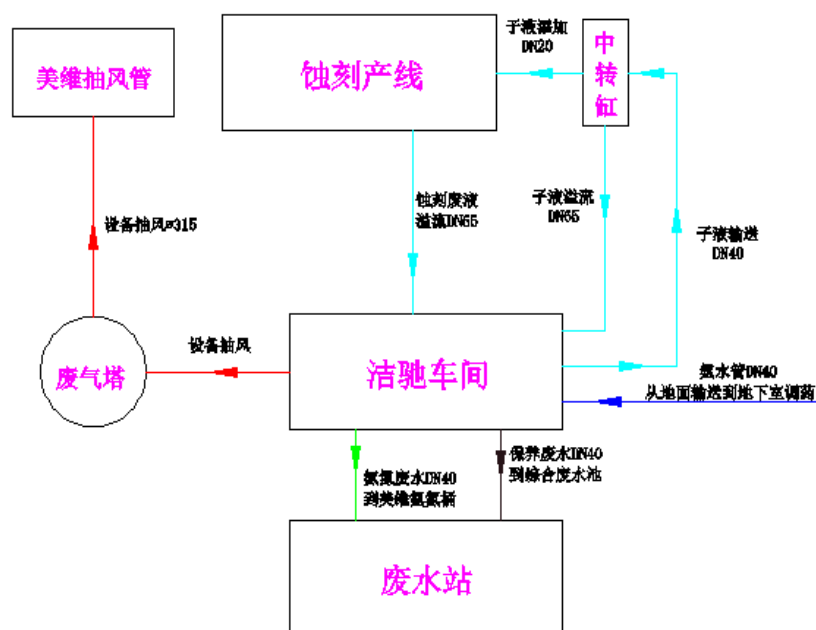 子液添加
DN20
中
转
缸
美维抽风管
蚀刻产线
蚀刻废液
溢流DN65
子液溢流
DN65
子液输送
DN40
设备抽风ø315
设备抽风
废气塔
洁驰车间
氨水管DN40
从地面输送到地下室调药
氨氮废水DN40
到美维氨氮桶
保养废水DN40
到综合废水池
废水站